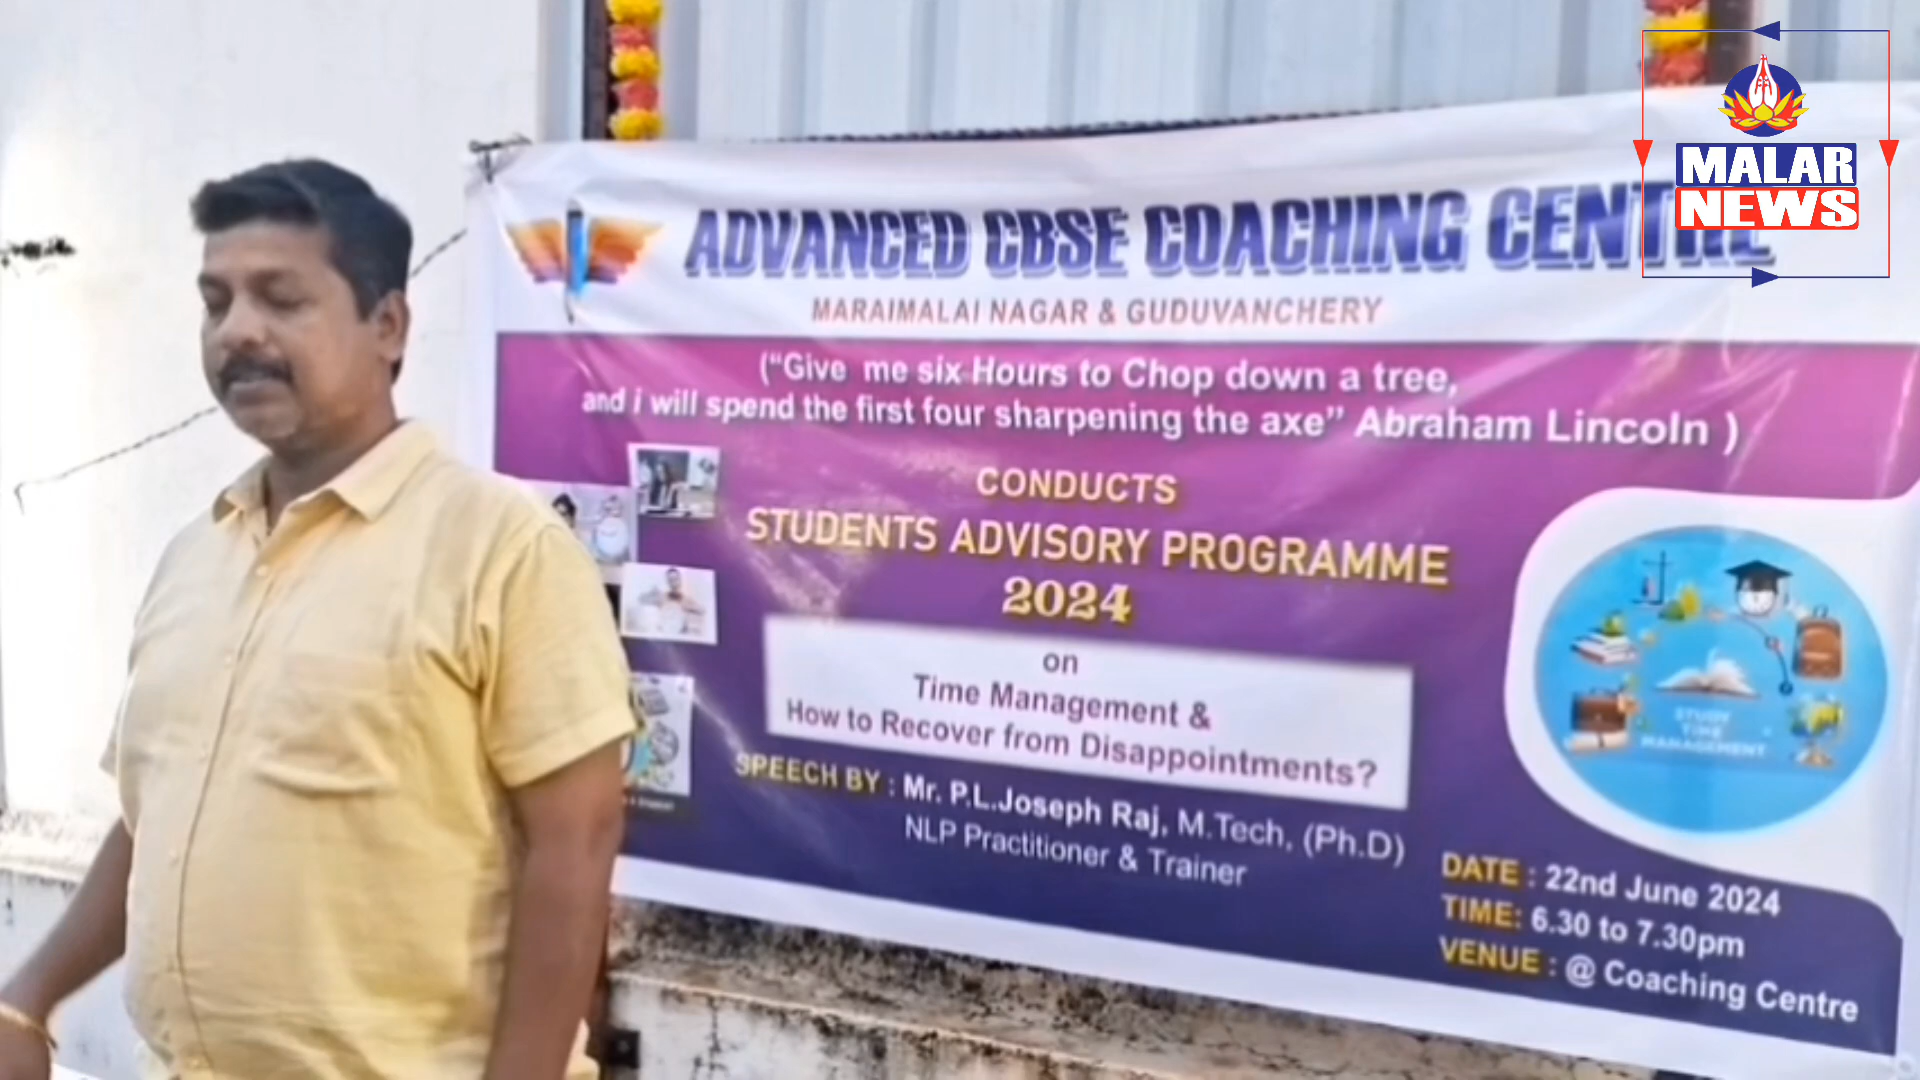 MALAR
NEWS
ADVANCED CBSE COACHING CENTRE
MARAIMALAI NAGAR & GUDUVANCHERY
("Give me six Hours to Chop down a tree,
and i will spend the first four sharpening the axe" Abraham Lincoln )
CONDUCTS
STUDENTS ADVISORY PROGRAMME
2024
on
Time Management &
How to Recover from Disappointments?
SPEECH BY : Mr. P.L.Joseph Raj, M.Tech, (Ph.D)
NLP Practitioner & Trainer
STUDY
TIME
MANAGEMENT
DATE : 22nd June 2024
TIME: 6.30 to 7.30pm
VENUE : @ Coaching Centre